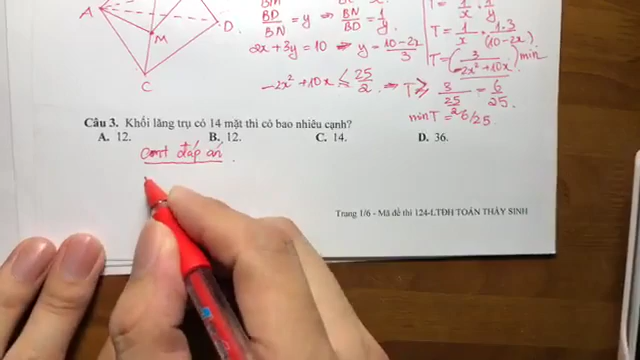 A
D
M
C
BD/BN = y ⇒ BN/BD = 1/y
2x + 3y = 10 ⇒ y = (10-2x)/3
-2x² + 10x ≤ 25/2 ⇒ T ≥ 3/(25/2) = 6/25.
T = 1/x · 1/y
T = 1/x · 1.3/(10-2x)
T = (3/(-2x²+10x)) min
min T = 6/25
Câu 3. Khối lăng trụ có 14 mặt thì có bao nhiêu cạnh?
A. 12. B. 12. C. 14. D. 36.
đáp án.
Trang 1/6 - Mã đề thi 124-LTĐH TOÁN THẦY SINH